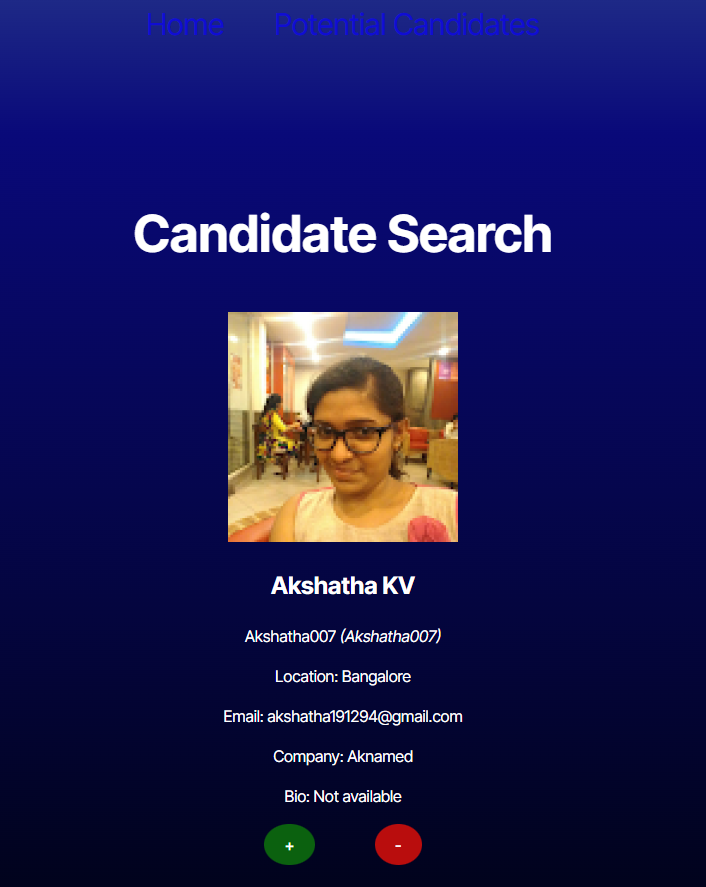 Home Potential Candidates
Candidate Search
Akshatha KV
Akshatha007 (Akshatha007)
Location: Bangalore
Email: akshatha191294@gmail.com
Company: Aknamed
Bio: Not available
+ -